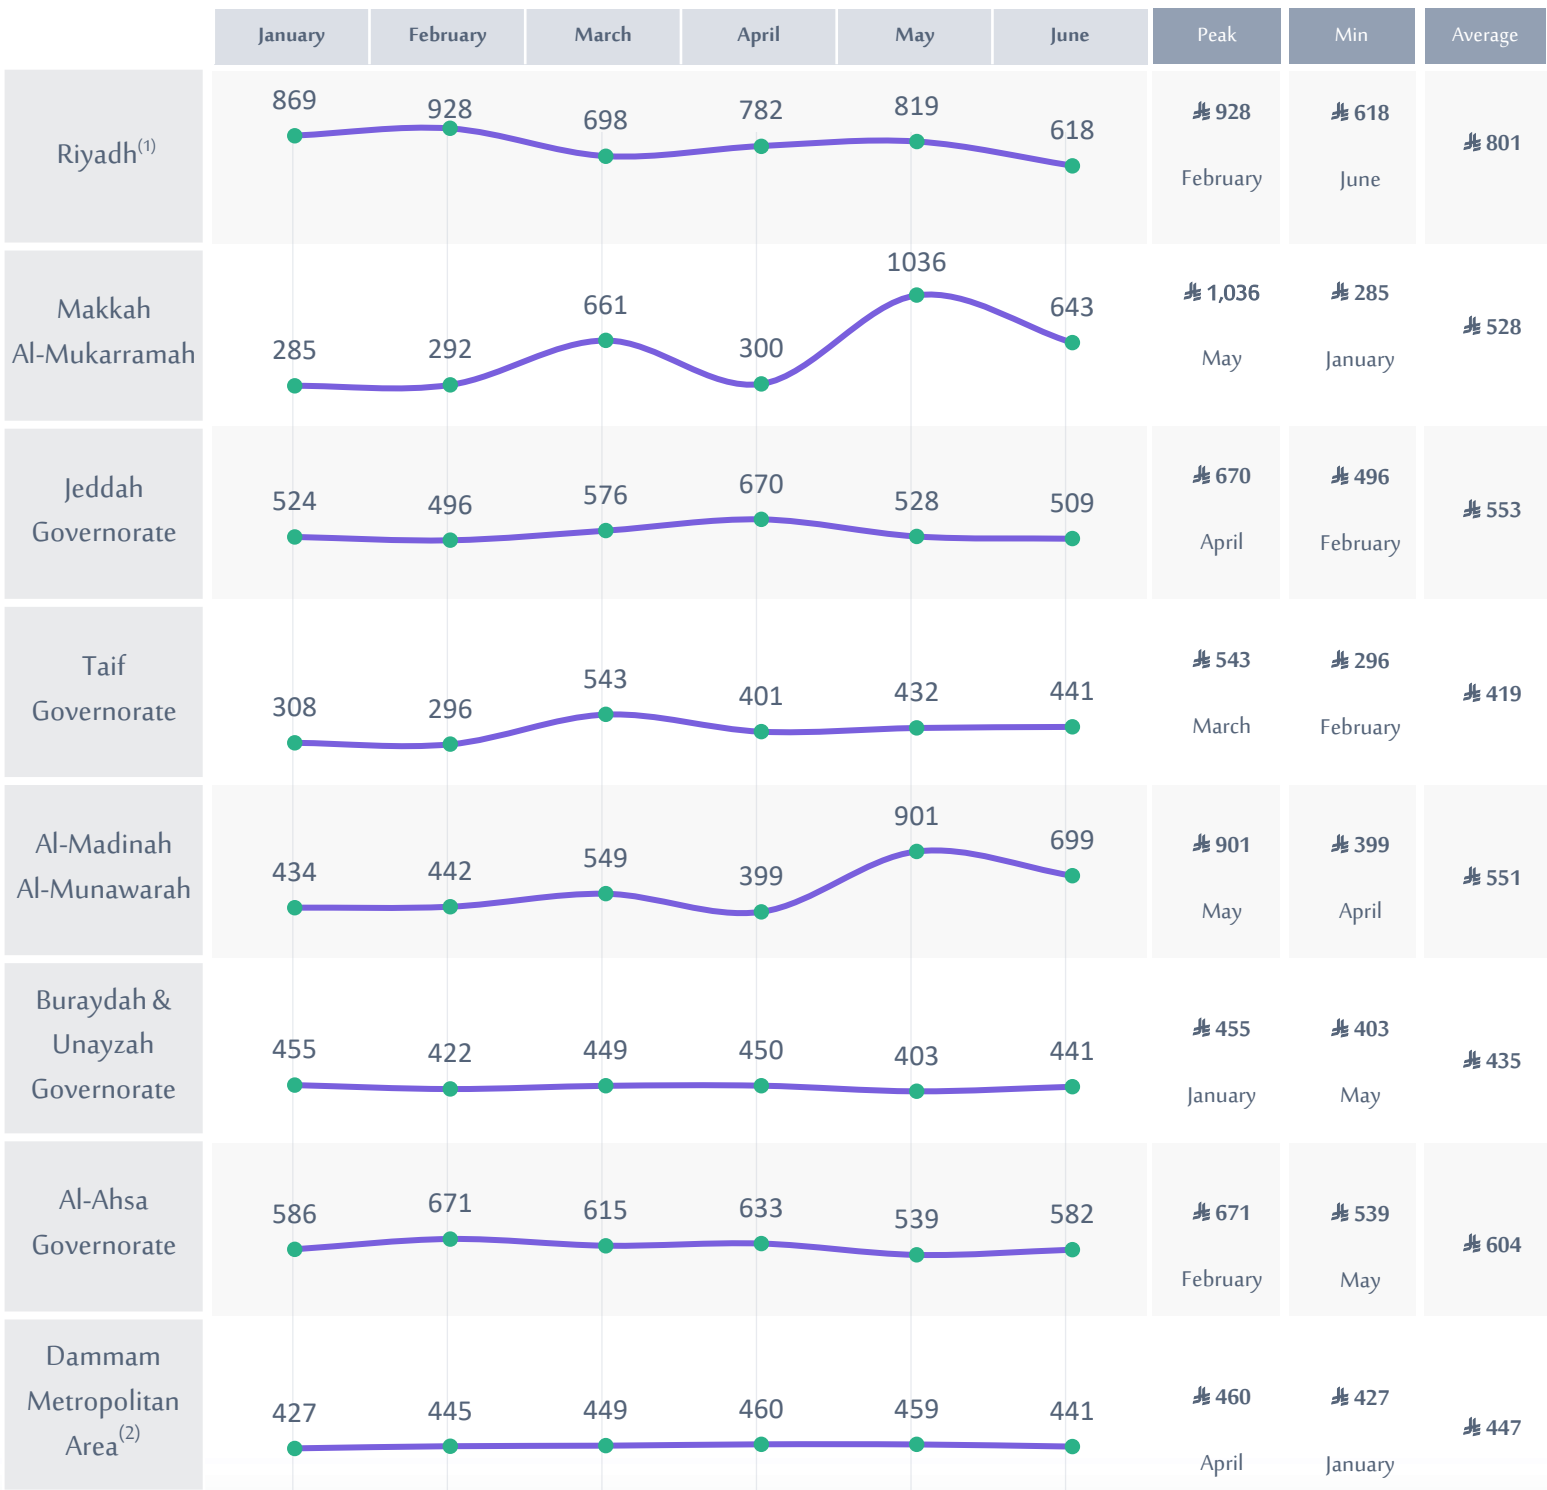 January February March April May June Peak Min Average
869 928 698 782 819 618
Riyadh(1)
⃁ 928
February
⃁ 618
June
⃁ 801
285 292 661 300 1036 643
Makkah
Al-Mukarramah
⃁ 1,036
May
⃁ 285
January
⃁ 528
524 496 576 670 528 509
Jeddah
Governorate
⃁ 670
April
⃁ 496
February
⃁ 553
308 296 543 401 432 441
Taif
Governorate
⃁ 543
March
⃁ 296
February
⃁ 419
434 442 549 399 901 699
Al-Madinah
Al-Munawarah
⃁ 901
May
⃁ 399
April
⃁ 551
455 422 449 450 403 441
Buraydah &
Unayzah
Governorate
⃁ 455
January
⃁ 403
May
⃁ 435
586 671 615 633 539 582
Al-Ahsa
Governorate
⃁ 671
February
⃁ 539
May
⃁ 604
427 445 449 460 459 441
Dammam
Metropolitan
Area(2)
⃁ 460
April
⃁ 427
January
⃁ 447